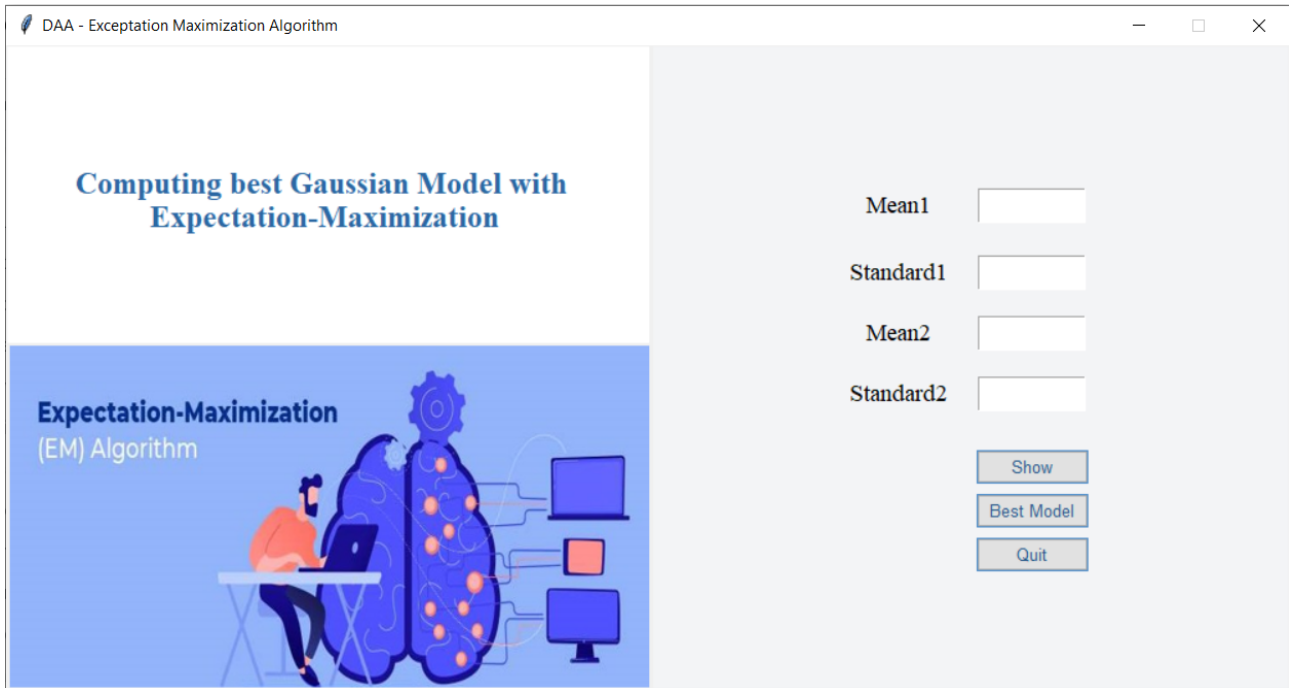 DAA - Exceptation Maximization Algorithm
Computing best Gaussian Model with
Expectation-Maximization
Expectation-Maximization
(EM) Algorithm
Mean1
Standard1
Mean2
Standard2
Show
Best Model
Quit